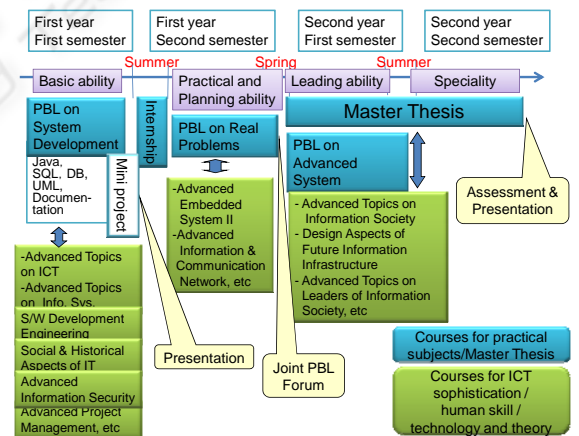 First year
First semester
First year
Second semester
Second year
First semester
Second year
Second semester
Summer
Spring
Summer
Basic ability
Practical and
Planning ability
Leading ability
Speciality
PBL on
System
Development
Java,
SQL, DB,
UML,
Documen-
tation
Mini project
Internship
PBL on Real
Problems
Master Thesis
PBL on
Advanced
System
-Advanced
Embedded
System II
-Advanced
Information &
Communication
Network, etc
- Advanced Topics
on Information
Society
- Design Aspects of
Future Information
Infrastructure
- Advanced Topics on
Leaders of Information
Society, etc
Assessment &
Presentation
-Advanced Topics
on ICT
-Advanced Topics
on Info. Sys.
S/W Development
Engineering
Social & Historical
Aspects of IT
Advanced
Information Security
Advanced Project
Management, etc
Presentation
Joint PBL
Forum
Courses for practical
subjects/Master Thesis
Courses for ICT
sophistication /
human skill /
technology and theory